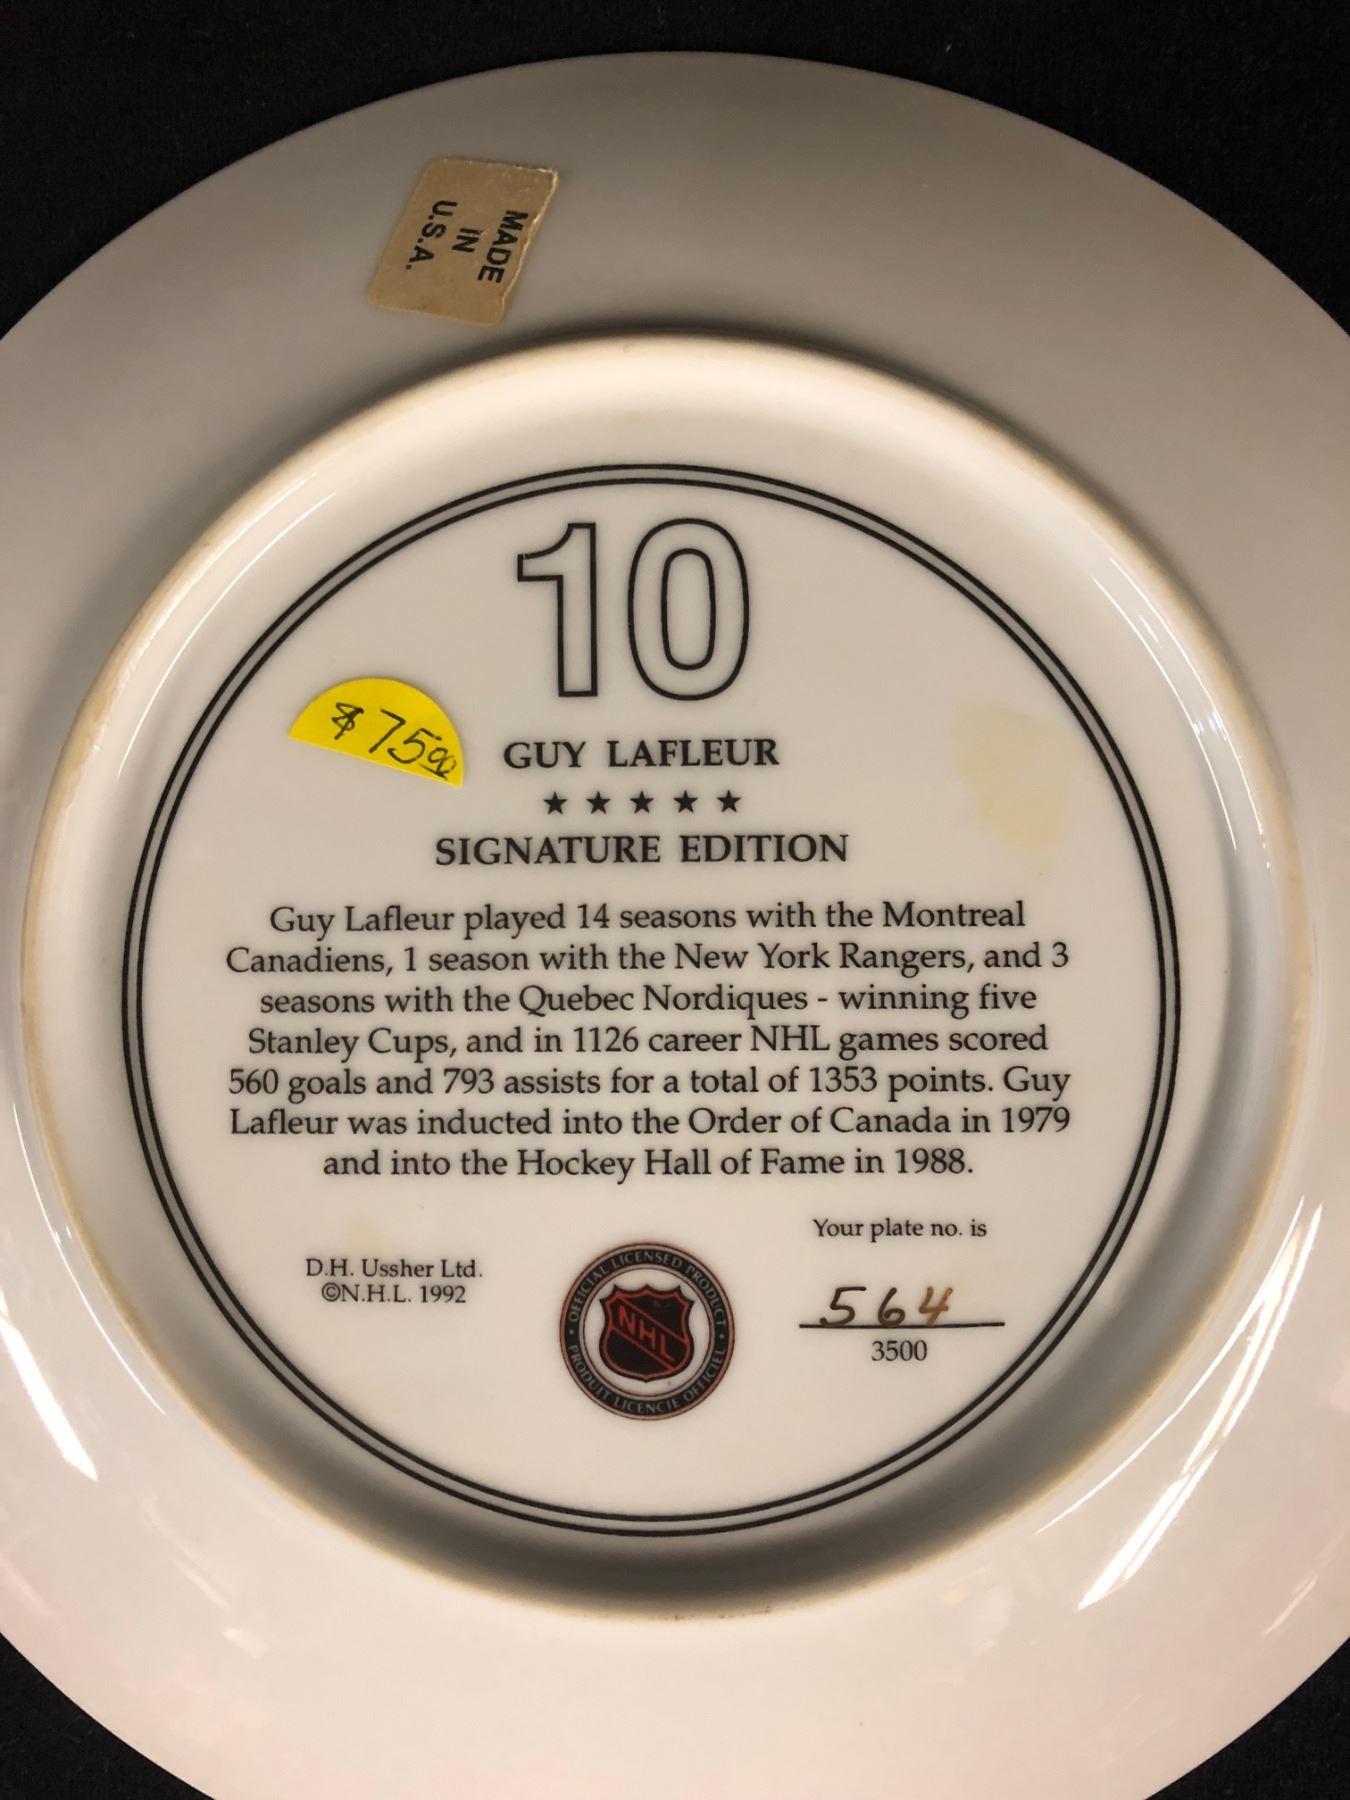 MADE
IN
U.S.A.
10
$75.00
GUY LAFLEUR
★ ★ ★ ★ ★
SIGNATURE EDITION
Guy Lafleur played 14 seasons with the Montreal
Canadiens, 1 season with the New York Rangers, and 3
seasons with the Quebec Nordiques - winning five
Stanley Cups, and in 1126 career NHL games scored
560 goals and 793 assists for a total of 1353 points. Guy
Lafleur was inducted into the Order of Canada in 1979
and into the Hockey Hall of Fame in 1988.
Your plate no. is
564
3500
D.H. Ussher Ltd.
©N.H.L. 1992
OFFICIAL LICENSED PRODUCT
NHL
PRODUIT LICENCIE OFFICIEL